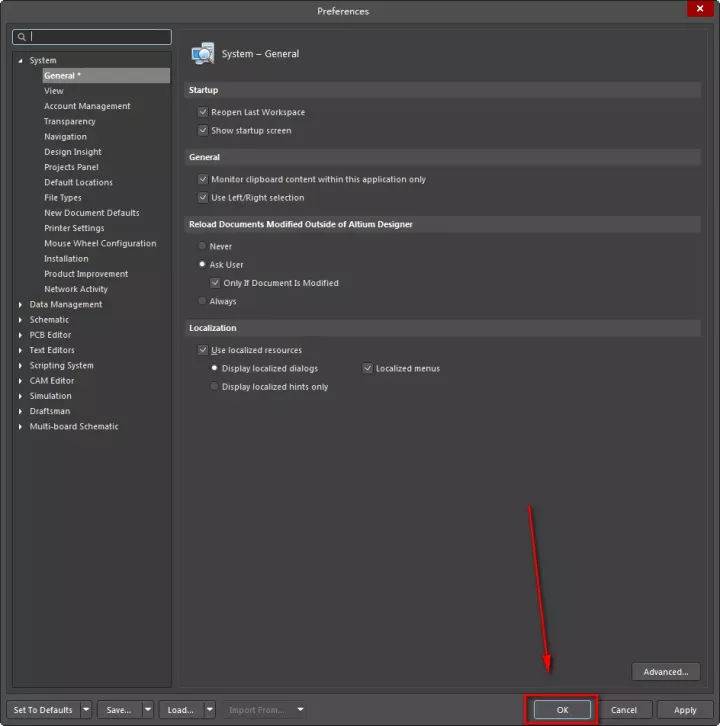 Preferences
System
General *
View
Account Management
Transparency
Navigation
Design Insight
Projects Panel
Default Locations
File Types
New Document Defaults
Printer Settings
Mouse Wheel Configuration
Installation
Product Improvement
Network Activity
Data Management
Schematic
PCB Editor
Text Editors
Scripting System
CAM Editor
Simulation
Draftsman
Multi-board Schematic
System – General
Startup
Reopen Last Workspace
Show startup screen
General
Monitor clipboard content within this application only
Use Left/Right selection
Reload Documents Modified Outside of Altium Designer
Never
Ask User
Only If Document Is Modified
Always
Localization
Use localized resources
Display localized dialogs
Localized menus
Display localized hints only
Advanced...
Set To Defaults
Save...
Load...
Import From...
OK
Cancel
Apply